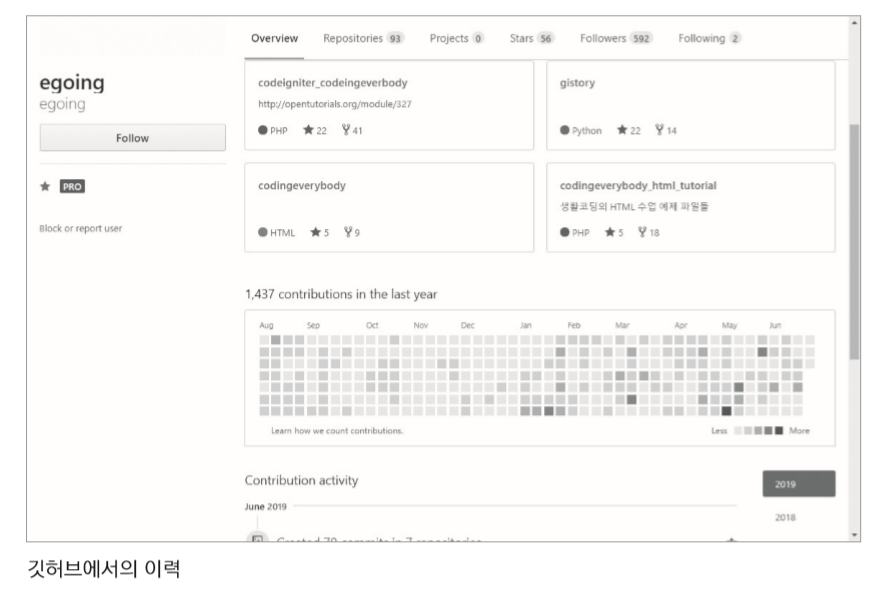 Overview Repositories 93 Projects 0 Stars 56 Followers 592 Following 2
egoing
egoing
Follow
PRO
Block or report user
codeigniter_codeingeverbody
http://opentutorials.org/module/327
PHP 22 41
gistory
Python 22 14
codingeverybody
HTML 5 9
codingeverybody_html_tutorial
생활코딩의 HTML 수업 예제 파일들
PHP 5 18
1,437 contributions in the last year
Aug Sep Oct Nov Dec Jan Feb Mar Apr May Jun
Learn how we count contributions.
Less More
Contribution activity
2019
June 2019
2018
깃허브에서의 이력